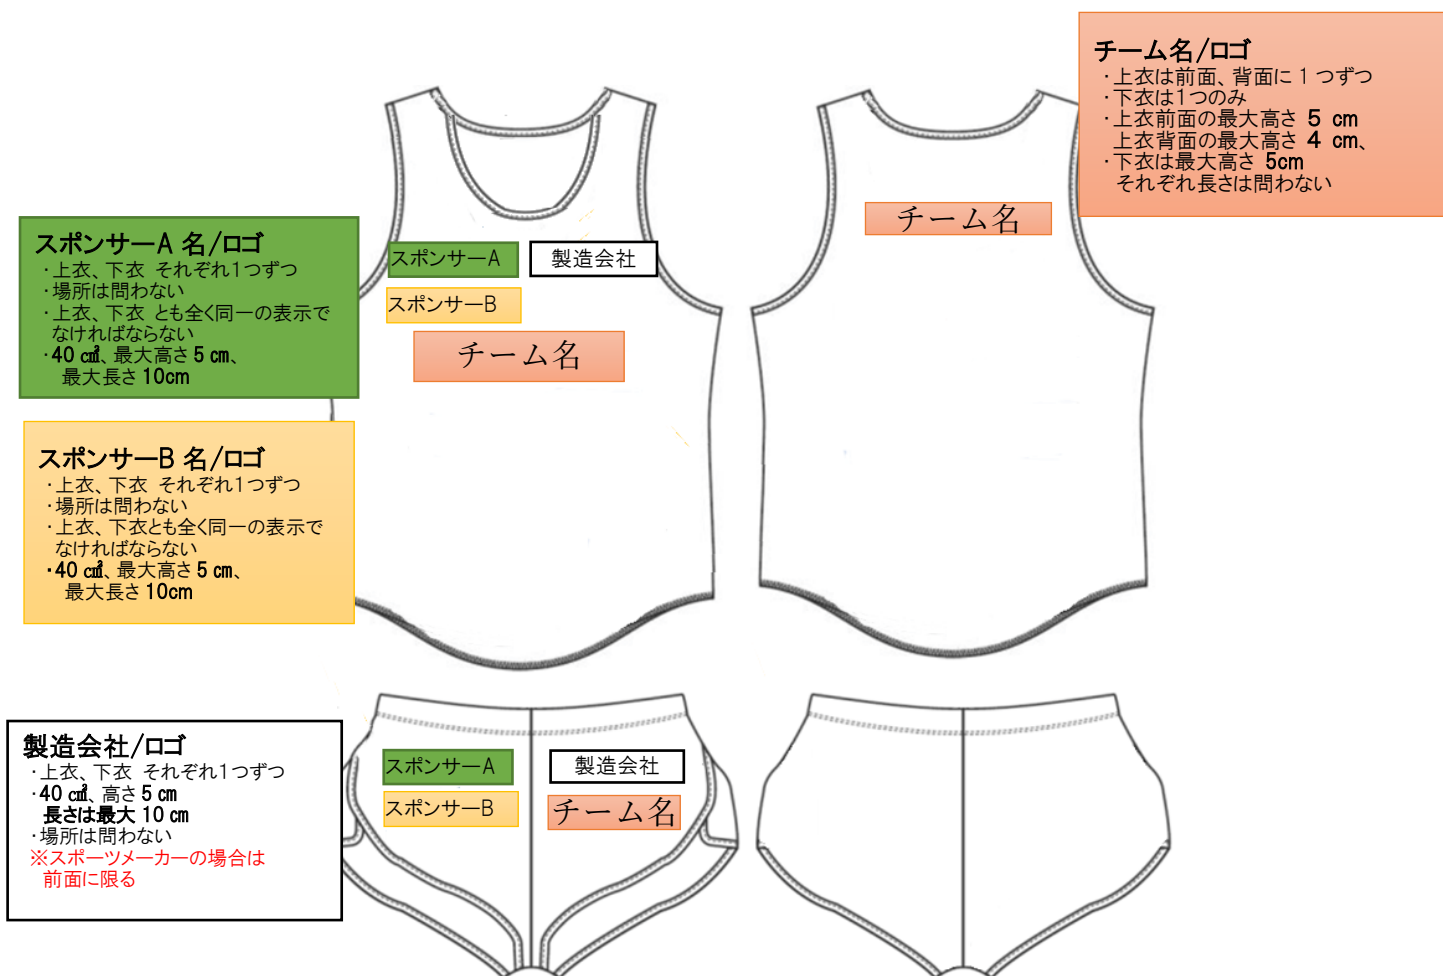 チーム名/ロゴ
・上衣は前面、背面に 1 つずつ
・下衣は1つのみ
・上衣前面の最大高さ 5 cm
上衣背面の最大高さ 4 cm、
・下衣は最大高さ 5cm
それぞれ長さは問わない
チーム名
スポンサーA 名/ロゴ
・上衣、下衣 それぞれ1つずつ
・場所は問わない
・上衣、下衣 とも全く同一の表示で
なければならない
・40 ㎠、最大高さ 5 cm、
最大長さ 10cm
スポンサーA
製造会社
スポンサーB
チーム名
スポンサーB 名/ロゴ
・上衣、下衣 それぞれ1つずつ
・場所は問わない
・上衣、下衣とも全く同一の表示で
なければならない
・40 ㎠、最大高さ 5 cm、
最大長さ 10cm
製造会社/ロゴ
・上衣、下衣 それぞれ1つずつ
・40 ㎠、高さ 5 cm
長さは最大 10 cm
・場所は問わない
※スポーツメーカーの場合は
前面に限る
スポンサーA
製造会社
スポンサーB
チーム名